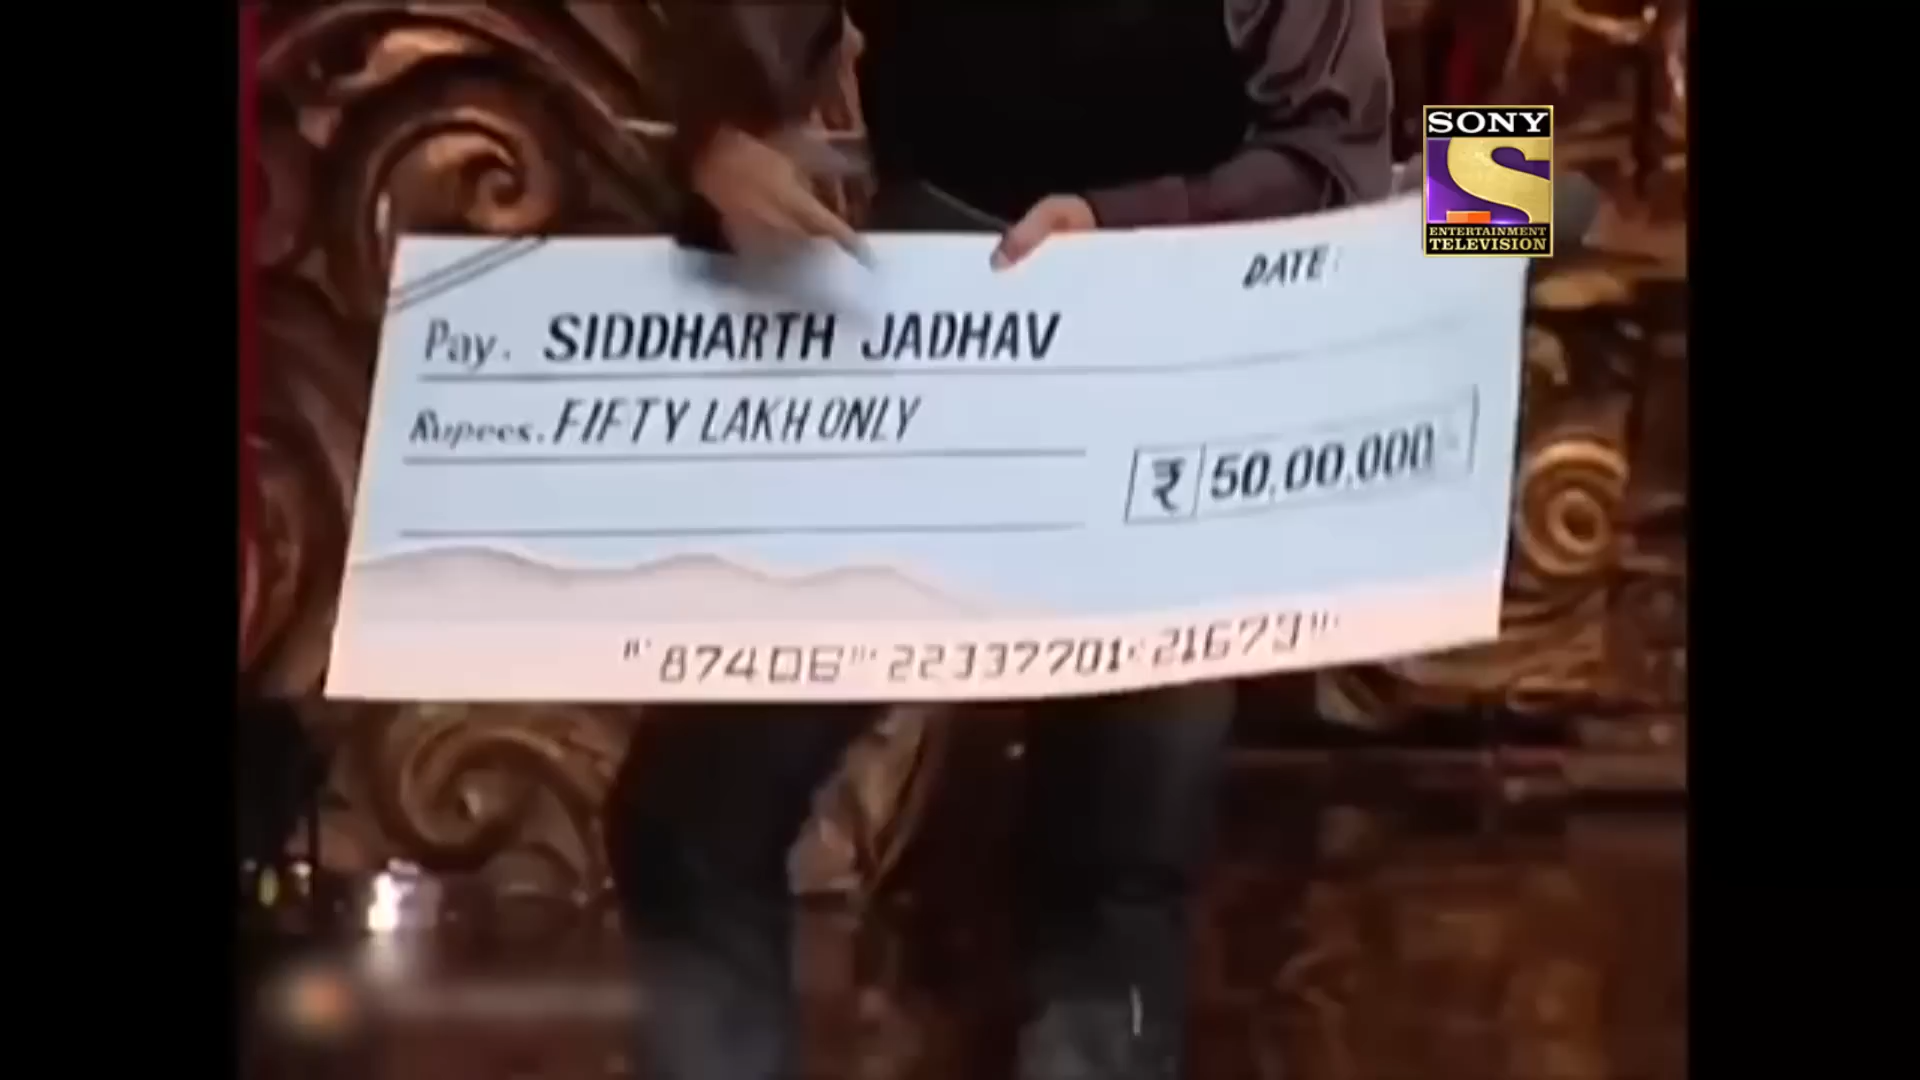 SONY
ENTERTAINMENT
TELEVISION
DATE:
Pay. SIDDHARTH JADHAV
Rupees. FIFTY LAKH ONLY
₹ 50,00,000
"87406" 22337701: 21673"